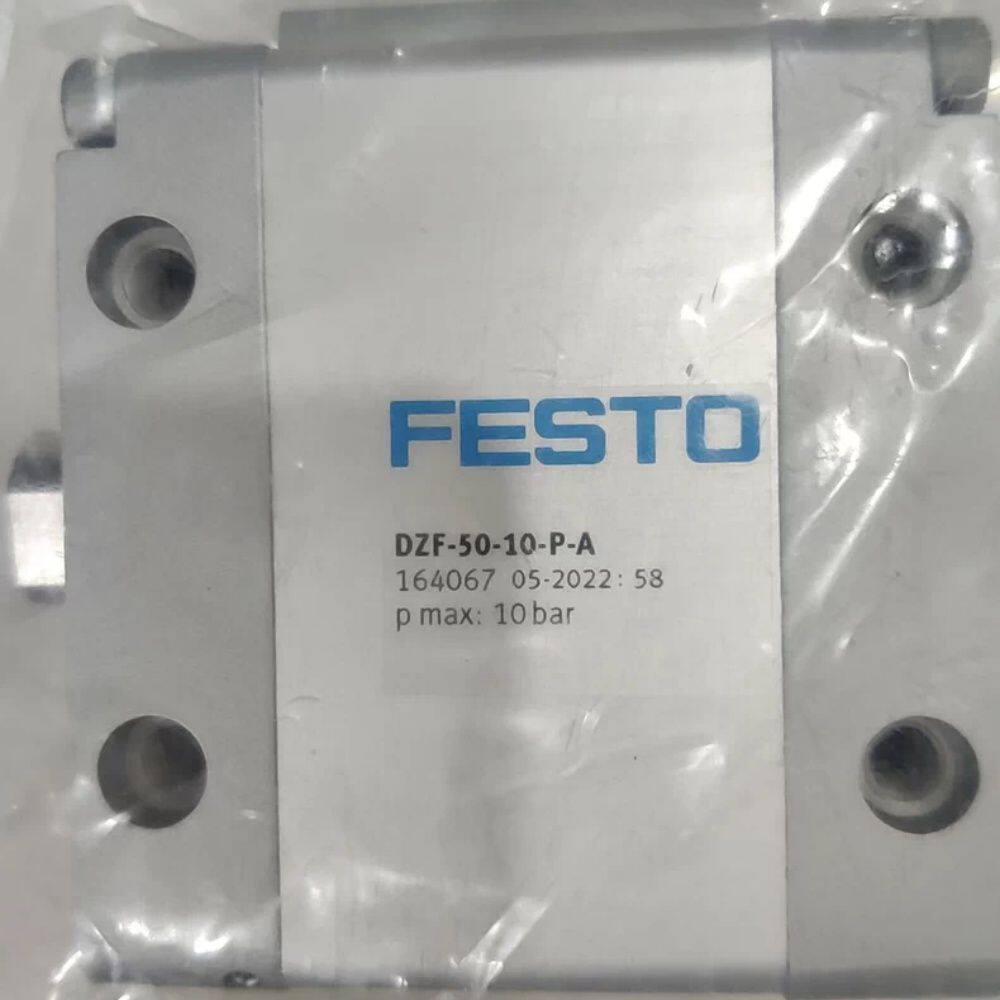 FESTO
DZF-50-10-P-A
164067 05-2022: 58
p max: 10 bar